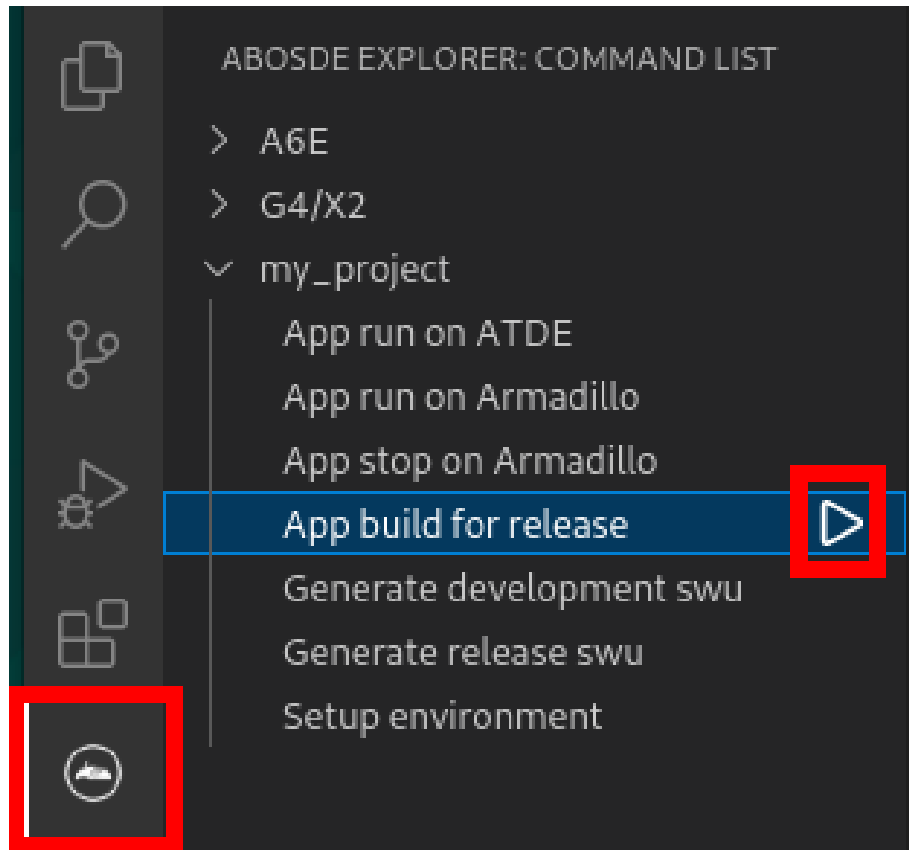 ABOSDE EXPLORER: COMMAND LIST
A6E
G4/X2
my_project
App run on ATDE
App run on Armadillo
App stop on Armadillo
App build for release
Generate development swu
Generate release swu
Setup environment